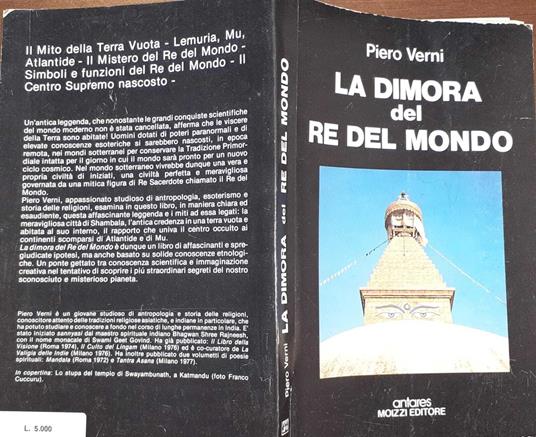 Il Mito della Terra Vuota - Lemuria, Mu,
Atlantide - Il Mistero del Re del Mondo -
Simboli e funzioni del Re del Mondo - Il
Centro Supremo nascosto -
Un'antica leggenda, che nonostante le grandi conquiste scientifiche
del mondo moderno non è stata cancellata, afferma che le viscere
della Terra sono abitate! Uomini dotati di poteri paranormali e di
elevate conoscenze esoteriche si sarebbero nascosti, in epoca
remota, nei mondi sotterranei per conservare la Tradizione Primor-
diale intatta per il giorno in cui il mondo sarà pronto per un nuovo
ciclo cosmico. Nel mondo sotterraneo vivrebbe dunque una vera e
propria civiltà di iniziati, una civiltà perfetta e meravigliosa
governata da una mitica figura di Re Sacerdote chiamato il Re del
Mondo.
Piero Verni, appassionato studioso di antropologia, esoterismo e
storia delle religioni, esamina in questo libro, in maniera chiara ed
esaudiente, questa affascinante leggenda e i miti ad essa legati: la
meravigliosa città di Shambala, l'antica credenza in una terra vuota e
abitata al suo interno, il rapporto che univa il centro occulto ai
continenti scomparsi di Atlantide e di Mu.
La dimora del Re del Mondo è dunque un libro di affascinanti e spre-
giudicate ipotesi, ma anche basato su solide conoscenze etnologi-
che. Un ponte gettato tra conoscenza scientifica e immaginazione
creativa nel tentativo di scoprire i più straordinari segreti del nostro
sconosciuto e misterioso pianeta.
Piero Verni è un giovane studioso di antropologia e storia delle religioni,
conoscitore attento delle tradizioni religiose asiatiche, e indiane in particolare, che
ha potuto studiare e conoscere a fondo nel corso di lunghe permanenze in India. E'
stato iniziato sannyasi dal maestro spirituale indiano Bhagwan Shree Rajneesh,
con il nome monacale di Swami Geet Govind. Ha già pubblicato: Il Libro della
Visione (Roma 1974), Il Culto del Lingam (Milano 1976) ed è co-curatore de La
Valigia delle Indie (Milano 1976). Ha inoltre pubblicato due volumetti di poesie
spirituali: Mandala (Roma 1972) e Tantra Asana (Milano 1977).
In copertina: Lo stupa del tempio di Swayambunath, a Katmandu (foto Franco
Cuccuru).
L. 5.000
Piero Verni LA DIMORA del RE DEL MONDO
Piero Verni
LA DIMORA
del
RE DEL MONDO
antares
MOIZZI EDITORE